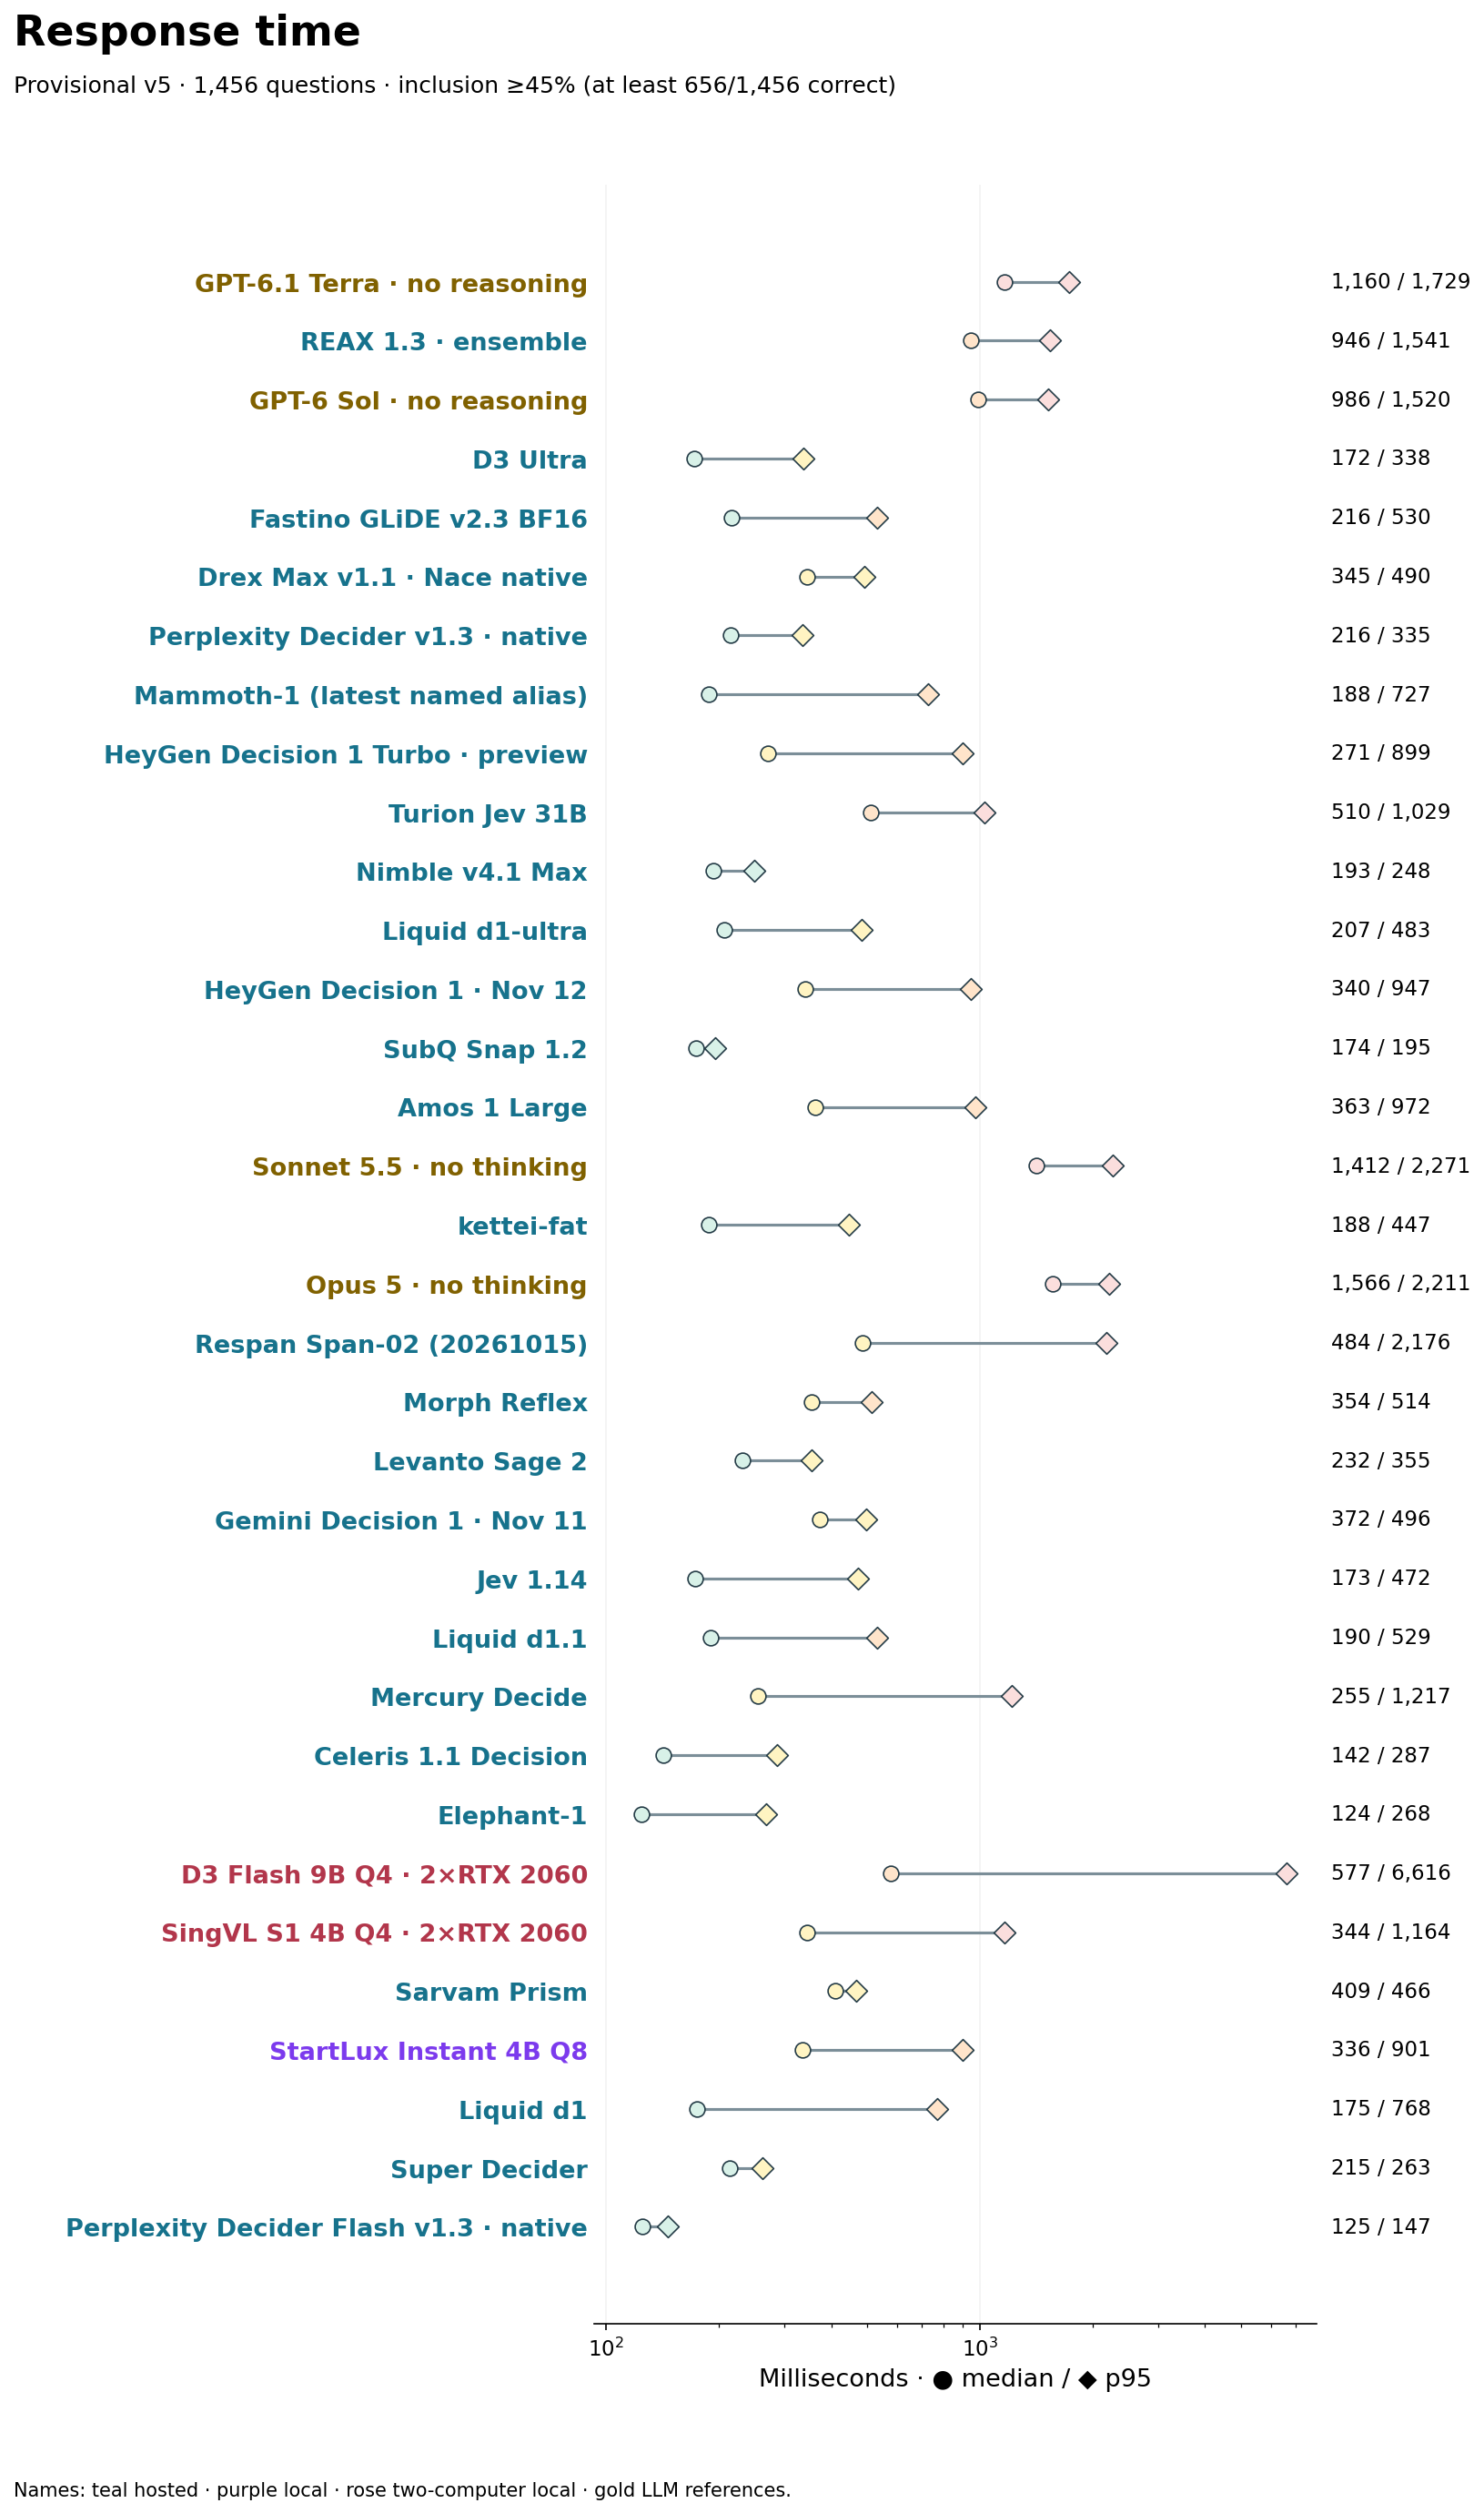 Response time
Provisional v5 · 1,456 questions · inclusion ≥45% (at least 656/1,456 correct)
GPT-6.1 Terra · no reasoning 1,160 / 1,729
REAX 1.3 · ensemble 946 / 1,541
GPT-6 Sol · no reasoning 986 / 1,520
D3 Ultra 172 / 338
Fastino GLiDE v2.3 BF16 216 / 530
Drex Max v1.1 · Nace native 345 / 490
Perplexity Decider v1.3 · native 216 / 335
Mammoth-1 (latest named alias) 188 / 727
HeyGen Decision 1 Turbo · preview 271 / 899
Turion Jev 31B 510 / 1,029
Nimble v4.1 Max 193 / 248
Liquid d1-ultra 207 / 483
HeyGen Decision 1 · Nov 12 340 / 947
SubQ Snap 1.2 174 / 195
Amos 1 Large 363 / 972
Sonnet 5.5 · no thinking 1,412 / 2,271
kettei-fat 188 / 447
Opus 5 · no thinking 1,566 / 2,211
Respan Span-02 (20261015) 484 / 2,176
Morph Reflex 354 / 514
Levanto Sage 2 232 / 355
Gemini Decision 1 · Nov 11 372 / 496
Jev 1.14 173 / 472
Liquid d1.1 190 / 529
Mercury Decide 255 / 1,217
Celeris 1.1 Decision 142 / 287
Elephant-1 124 / 268
D3 Flash 9B Q4 · 2×RTX 2060 577 / 6,616
SingVL S1 4B Q4 · 2×RTX 2060 344 / 1,164
Sarvam Prism 409 / 466
StartLux Instant 4B Q8 336 / 901
Liquid d1 175 / 768
Super Decider 215 / 263
Perplexity Decider Flash v1.3 · native 125 / 147
10² 10³
Milliseconds · ● median / ◆ p95
Names: teal hosted · purple local · rose two-computer local · gold LLM references.